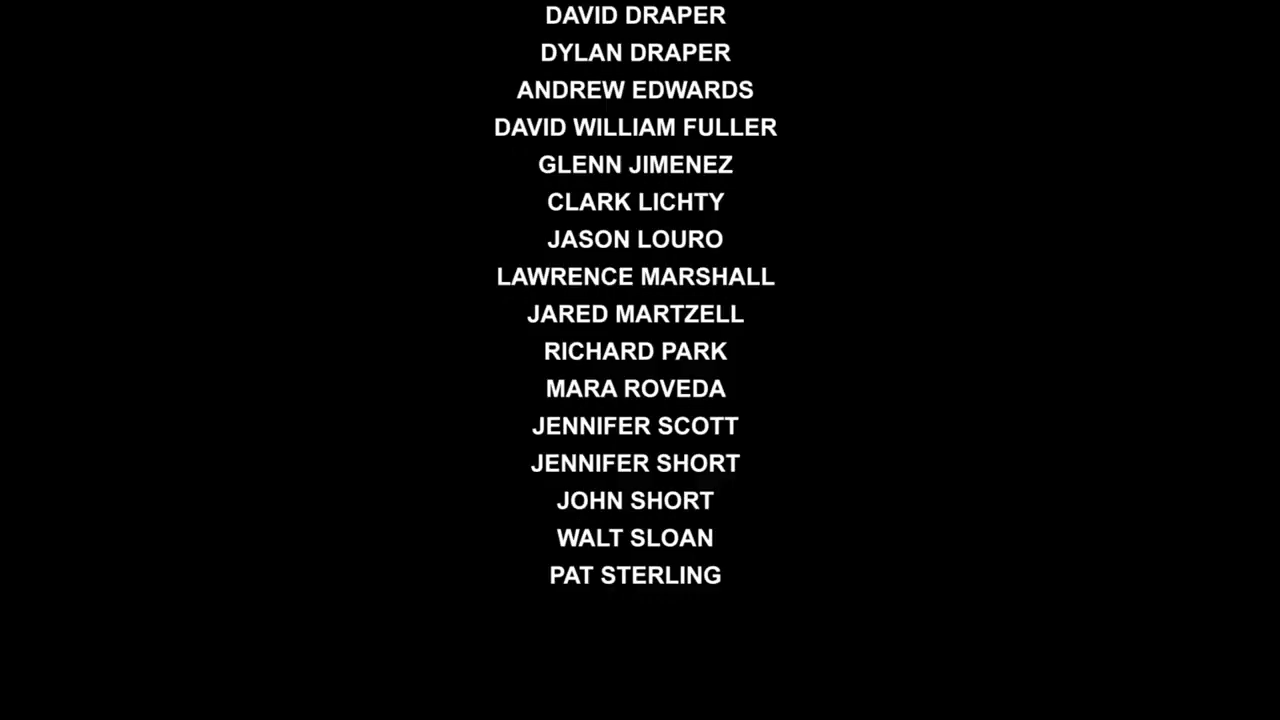 DAVID DRAPER
DYLAN DRAPER
ANDREW EDWARDS
DAVID WILLIAM FULLER
GLENN JIMENEZ
CLARK LICHTY
JASON LOURO
LAWRENCE MARSHALL
JARED MARTZELL
RICHARD PARK
MARA ROVEDA
JENNIFER SCOTT
JENNIFER SHORT
JOHN SHORT
WALT SLOAN
PAT STERLING